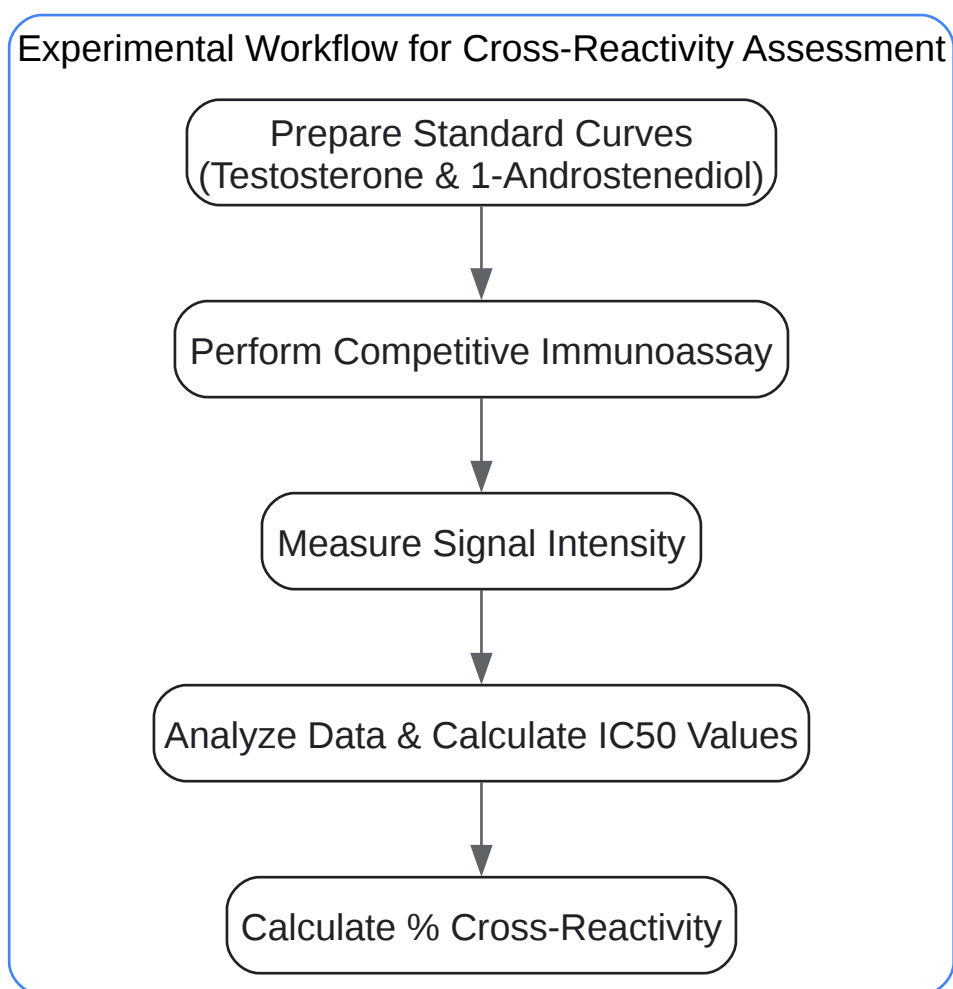 Experimental Workflow for Cross-Reactivity Assessment
Prepare Standard Curves
(Testosterone & 1-Androstenediol)
Perform Competitive Immunoassay
Measure Signal Intensity
Analyze Data & Calculate IC50 Values
Calculate % Cross-Reactivity